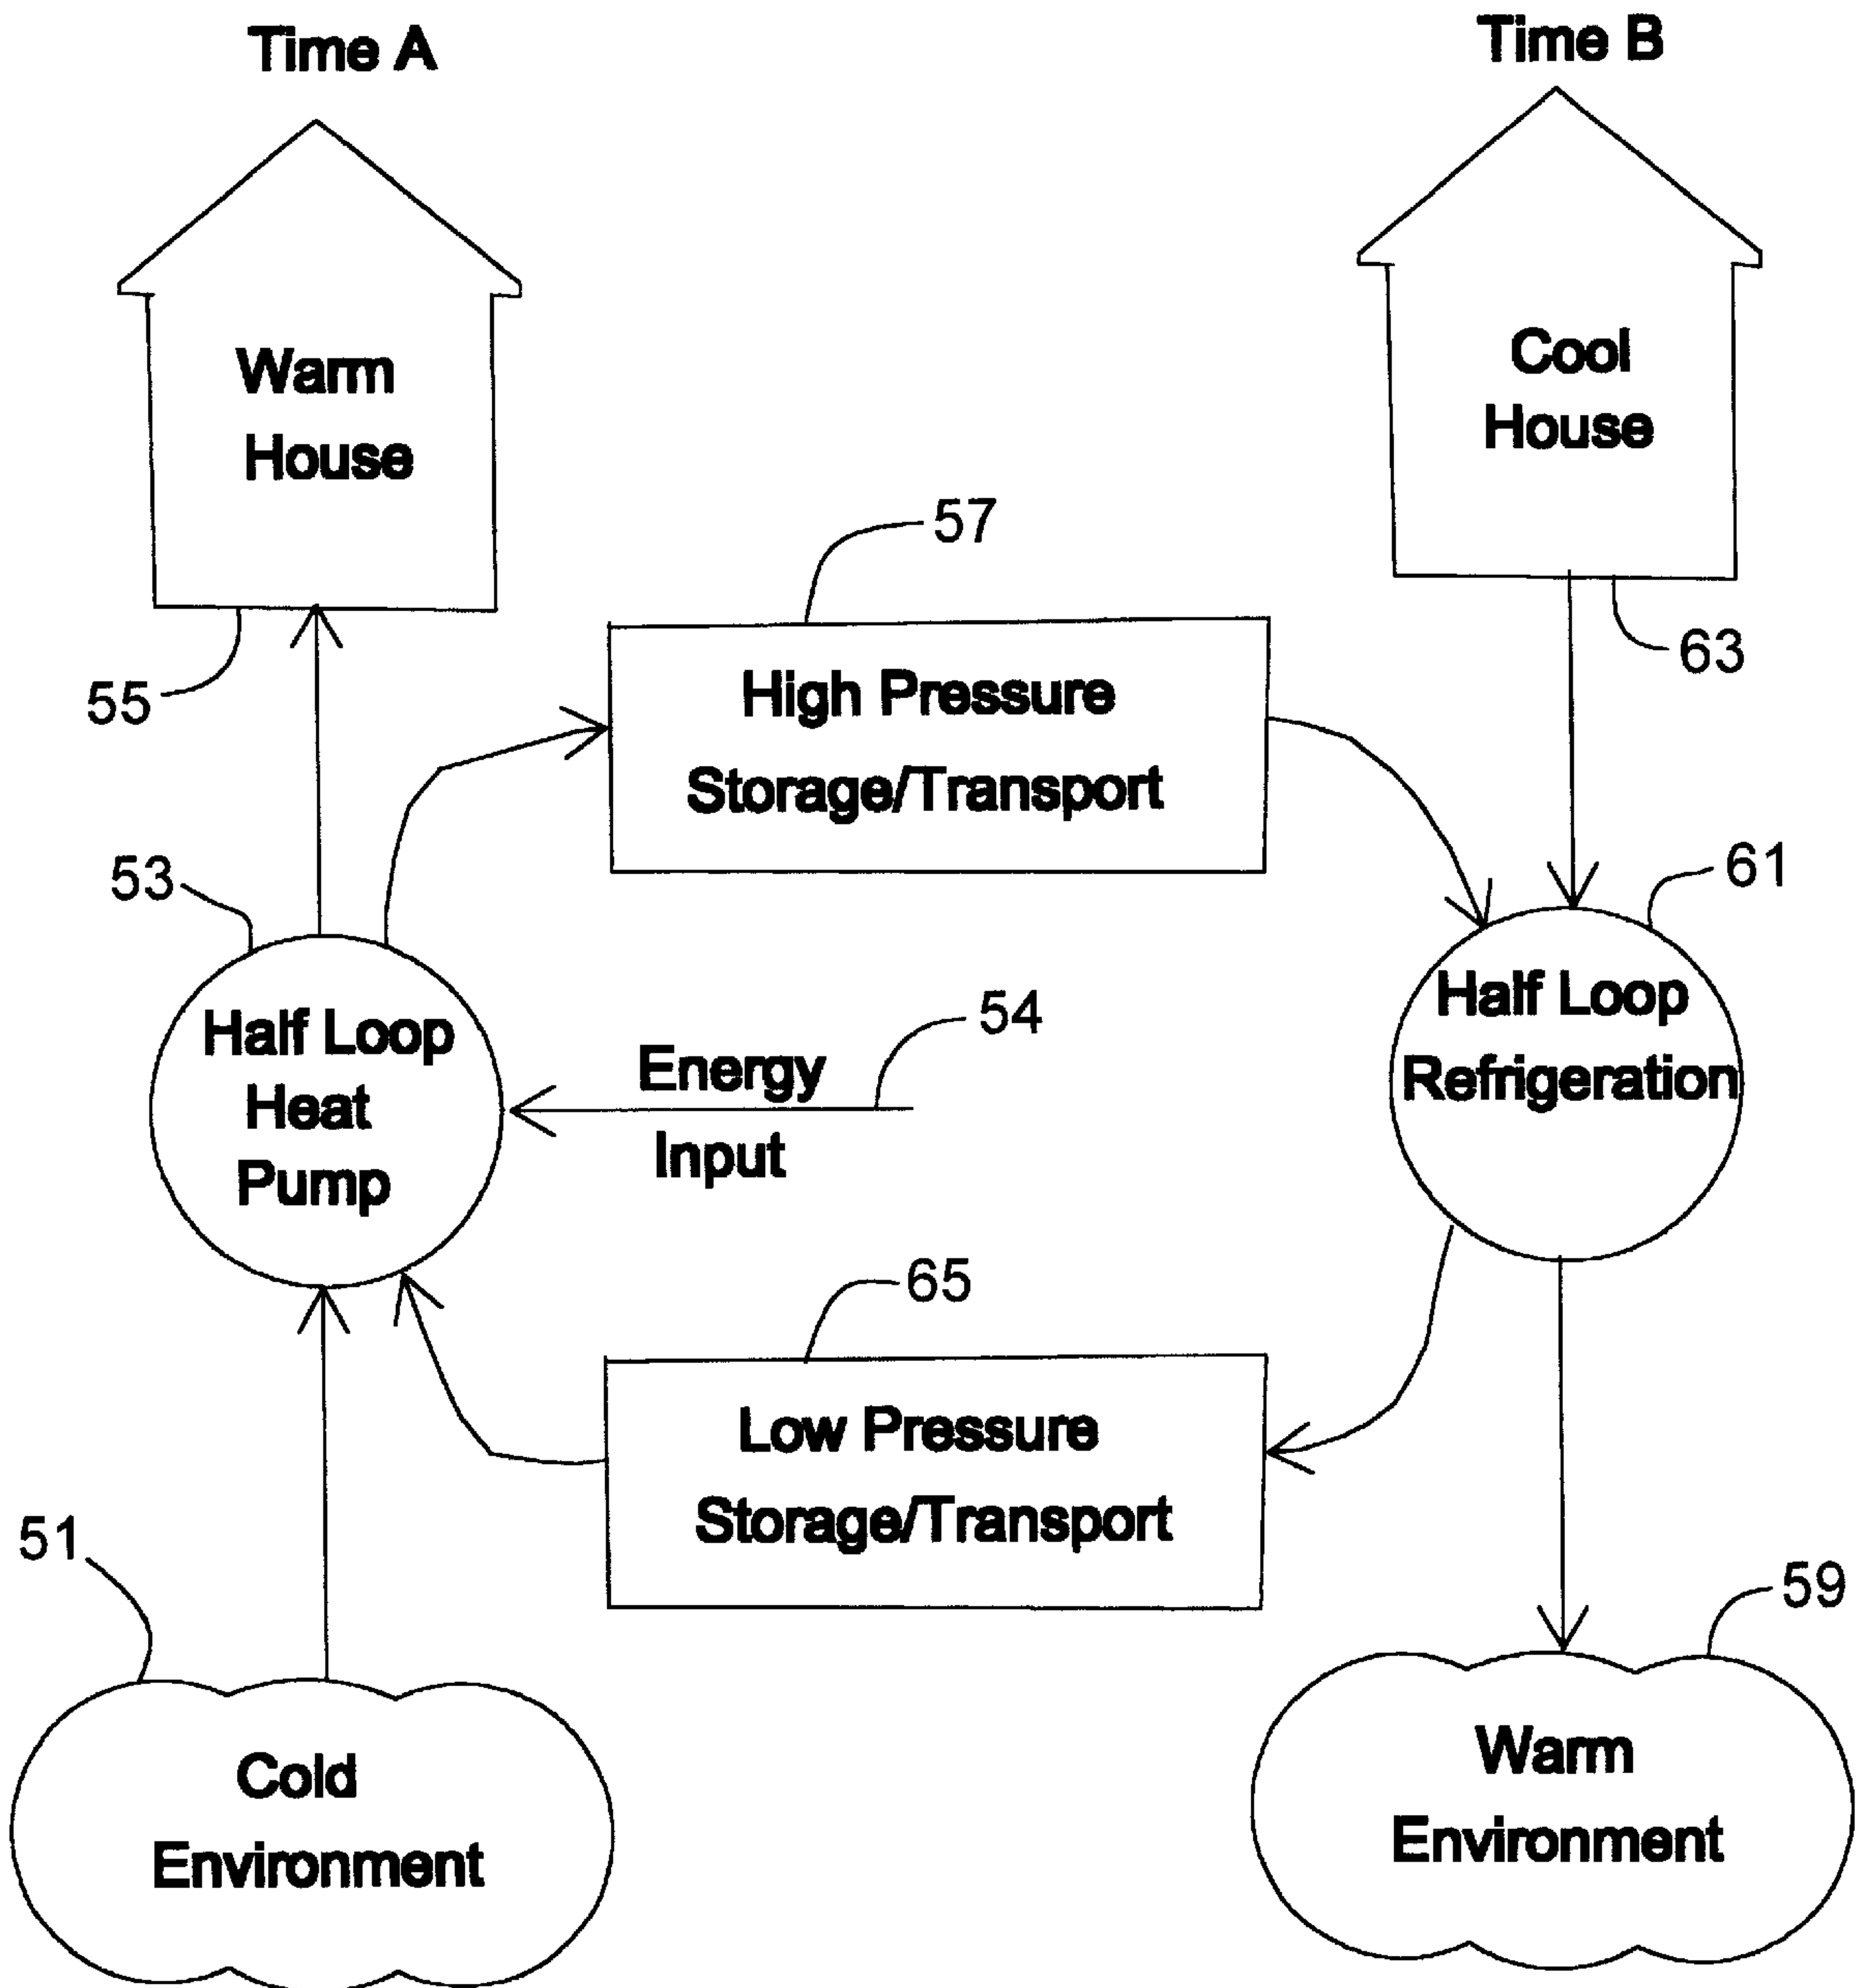 Time A
Time B
Warm
House
Cool
House
57
63
55
High Pressure
Storage/Transport
53
61
Half Loop
Heat
Pump
54
Energy
Input
Half Loop
Refrigeration
65
Low Pressure
Storage/Transport
51
59
Cold
Environment
Warm
Environment